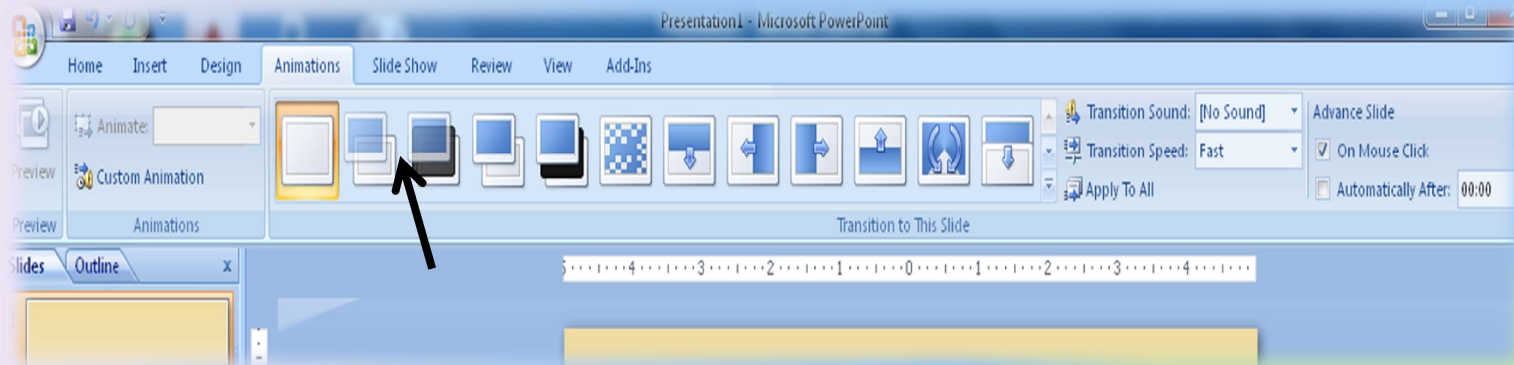 Presentation1 - Microsoft PowerPoint
Home Insert Design Animations Slide Show Review View Add-Ins
Animate:
Transition Sound: [No Sound] Advance Slide
Transition Speed: Fast On Mouse Click
Preview Custom Animation
Apply To All Automatically After: 00:00
Preview Animations Transition to This Slide
Slides Outline x
5 4 3 2 1 0 1 2 3 4